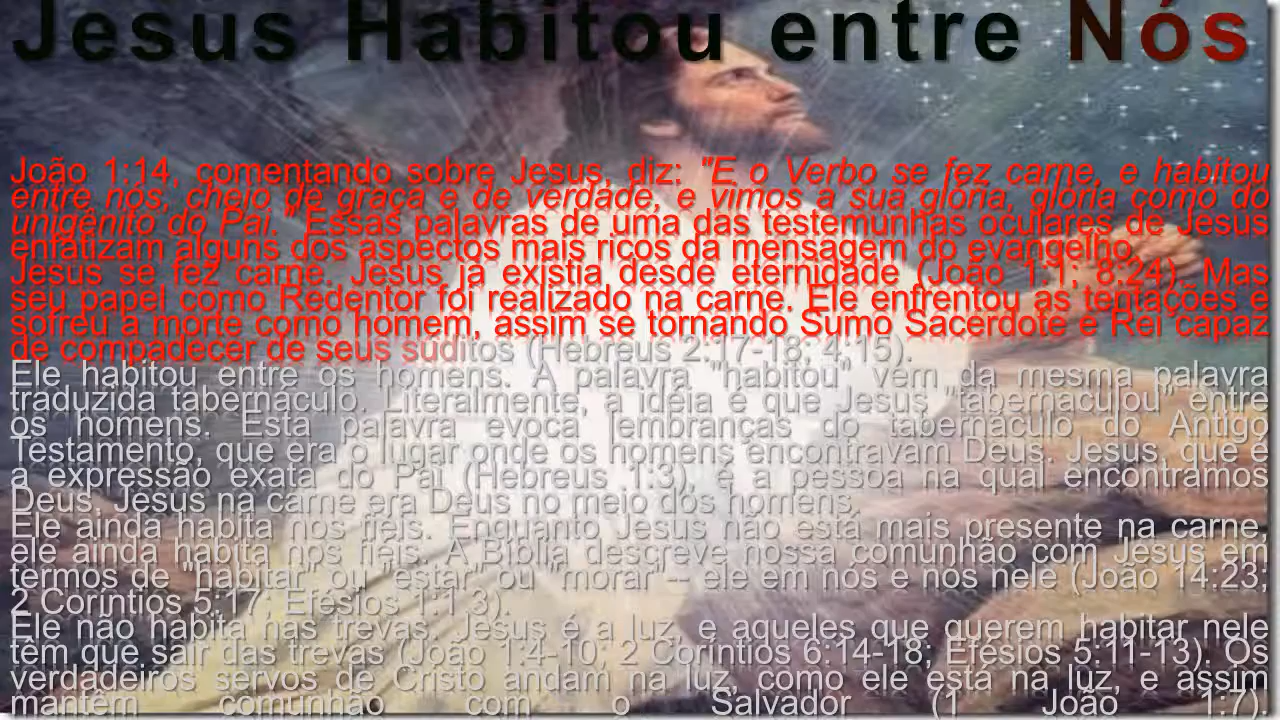 Jesus Habitou entre Nós
João 1:14, comentando sobre Jesus, diz: "E o Verbo se fez carne, e habitou
entre nós, cheio de graça e de verdade, e vimos a sua glória, glória como do
unigênito do Pai." Essas palavras de uma das testemunhas oculares de Jesus
enfatizam alguns dos aspectos mais ricos da mensagem do evangelho.
Jesus se fez carne. Jesus já existia desde eternidade (João 1:1; 8:24). Mas
seu papel como Redentor foi realizado na carne. Ele enfrentou as tentações e
sofreu a morte como homem, assim se tornando Sumo Sacerdote e Rei capaz
de compadecer de seus súditos (Hebreus 2:17-18; 4:15).
Ele habitou entre os homens. A palavra "habitou" vem da mesma palavra
traduzida tabernáculo. Literalmente, a idéia é que Jesus "tabernaculou" entre
os homens. Esta palavra evoca lembranças do tabernáculo do Antigo
Testamento, que era o lugar onde os homens encontravam Deus. Jesus, que é
a expressão exata do Pai (Hebreus 1:3), é a pessoa na qual encontramos
Deus. Jesus na carne era Deus no meio dos homens.
Ele ainda habita nos fiéis. Enquanto Jesus não está mais presente na carne,
ele ainda habita nos fiéis. A Bíblia descreve nossa comunhão com Jesus em
termos de "habitar" ou "estar" ou "morar – ele em nós e nós nele (João 14:23;
2 Coríntios 5:17; Efésios 1:1,3).
Ele não habita nas trevas. Jesus é a luz, e aqueles que querem habitar nele
têm que sair das trevas (João 1:4-10; 2 Coríntios 6:14-18; Efésios 5:11-13). Os
verdadeiros servos de Cristo andam na luz, como ele está na luz, e assim
mantêm comunhão com o Salvador (1 João 1:7).